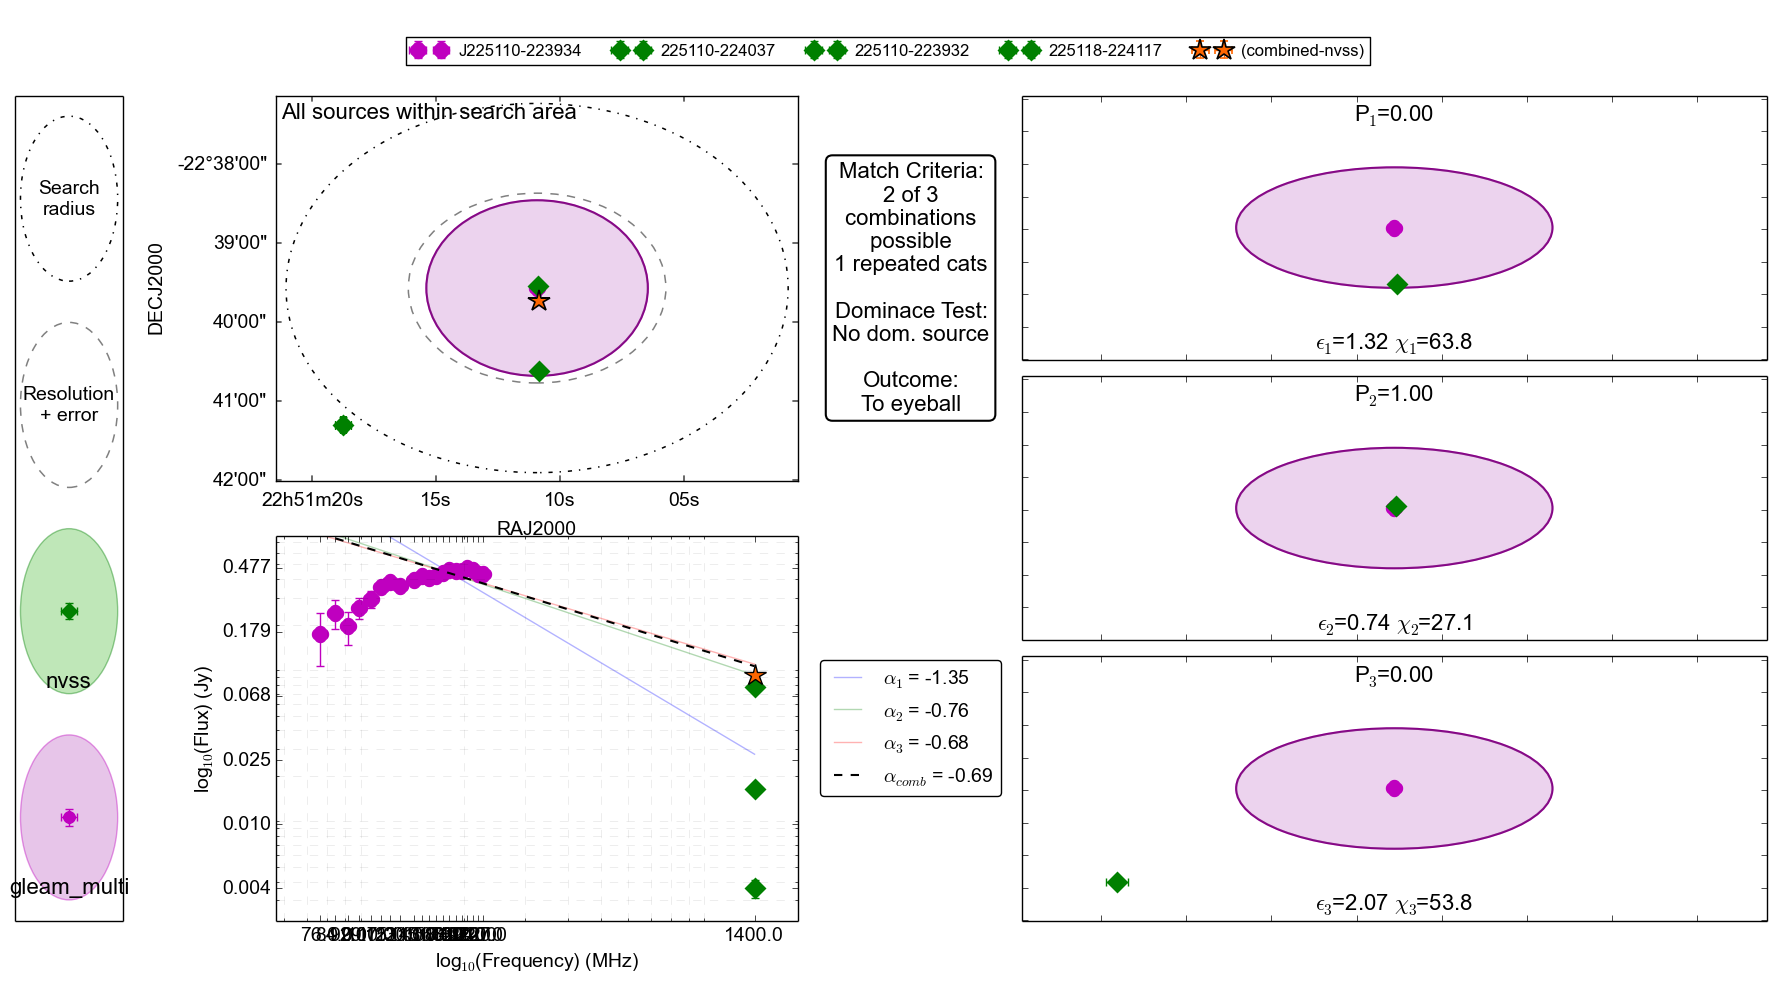 J225110-223934
225110-224037
225110-223932
225118-224117
(combined-nvss)
Search
radius
Resolution
+ error
nvss
gleam_multi
All sources within search area
-22°38'00"
39'00"
40'00"
41'00"
42'00"
DECJ2000
22h51m20s
15s
10s
05s
RAJ2000
Match Criteria:
2 of 3
combinations
possible
1 repeated cats
Dominace Test:
No dom. source
Outcome:
To eyeball
0.477
0.179
0.068
0.025
0.010
0.004
log10(Flux) (Jy)
1400.0
log10(Frequency) (MHz)
α1 = -1.35
α2 = -0.76
α3 = -0.68
αcomb = -0.69
P1=0.00
ϵ1=1.32 χ1=63.8
P2=1.00
ϵ2=0.74 χ2=27.1
P3=0.00
ϵ3=2.07 χ3=53.8